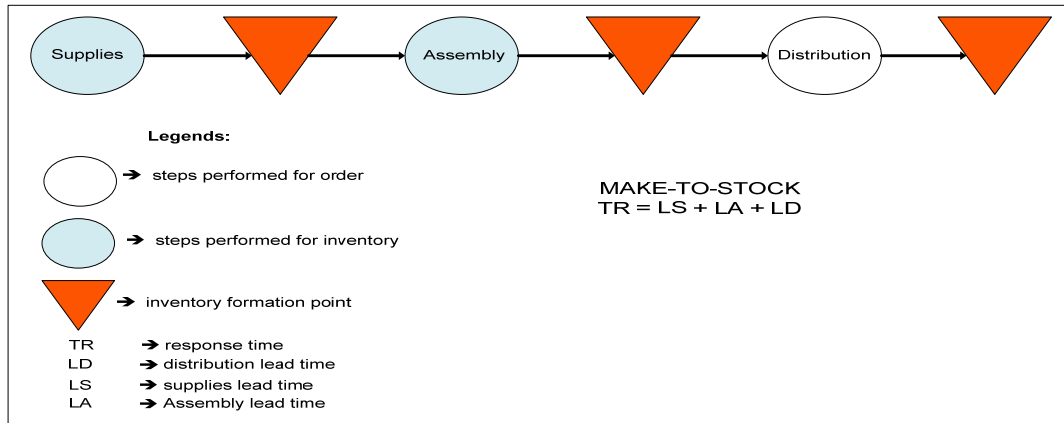 Supplies
Assembly
Distribution
Legends:
➔ steps performed for order
MAKE-TO-STOCK
TR = LS + LA + LD
➔ steps performed for inventory
➔ inventory formation point
TR ➔ response time
LD ➔ distribution lead time
LS ➔ supplies lead time
LA ➔ Assembly lead time